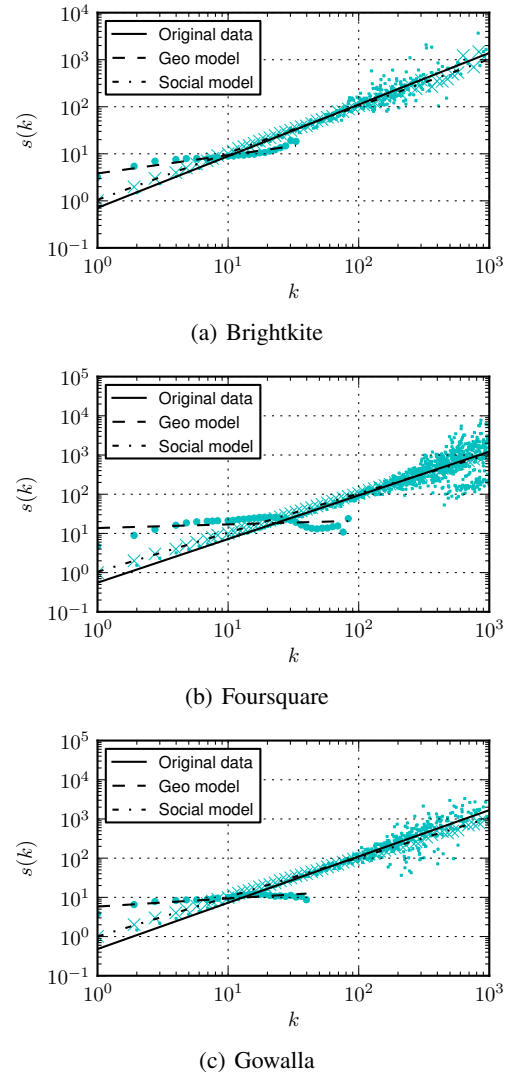 10^4
10^3
10^2
10^1
10^0
10^-1
s(k)
Original data
Geo model
Social model
10^0 10^1 10^2 10^3
k
(a) Brightkite
10^5
10^4
10^3
10^2
10^1
10^0
10^-1
s(k)
Original data
Geo model
Social model
10^0 10^1 10^2 10^3
k
(b) Foursquare
10^5
10^4
10^3
10^2
10^1
10^0
10^-1
s(k)
Original data
Geo model
Social model
10^0 10^1 10^2 10^3
k
(c) Gowalla